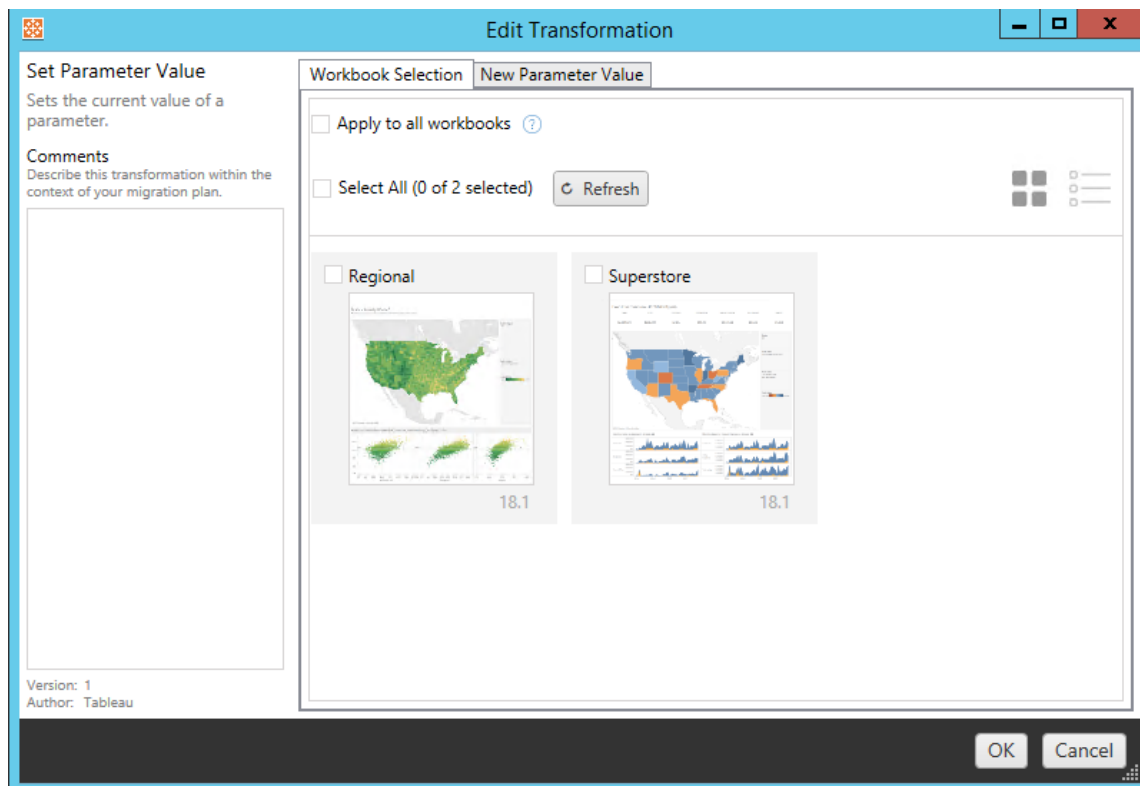 Edit Transformation
Set Parameter Value
Sets the current value of a
parameter.
Comments
Describe this transformation within the
context of your migration plan.
Version: 1
Author: Tableau
Workbook Selection
New Parameter Value
Apply to all workbooks ?
Select All (0 of 2 selected)
Refresh
Regional
18.1
Superstore
18.1
OK
Cancel